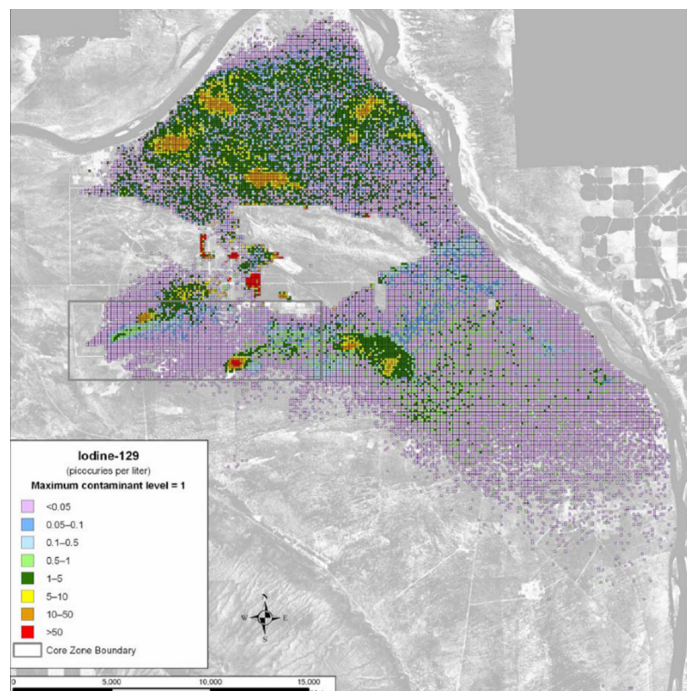 Iodine-129
(picocuries per liter)
Maximum contaminant level = 1
<0.05
0.05–0.1
0.1–0.5
0.5–1
1–5
5–10
10–50
>50
Core Zone Boundary
N
W E
S
0 5,000 10,000 15,000